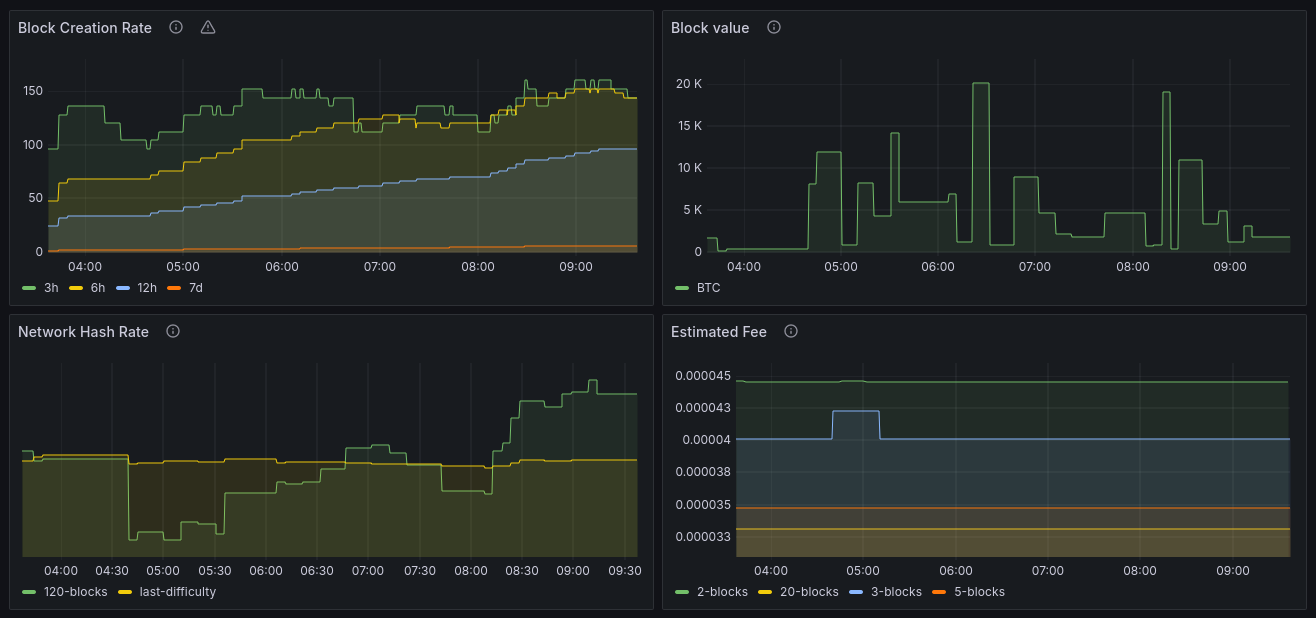 Block Creation Rate
150
100
50
0
04:00 05:00 06:00 07:00 08:00 09:00
3h 6h 12h 7d
Block value
20 K
15 K
10 K
5 K
0
04:00 05:00 06:00 07:00 08:00 09:00
BTC
Network Hash Rate
04:00 04:30 05:00 05:30 06:00 06:30 07:00 07:30 08:00 08:30 09:00 09:30
120-blocks last-difficulty
Estimated Fee
0.000045
0.000043
0.00004
0.000038
0.000035
0.000033
04:00 05:00 06:00 07:00 08:00 09:00
2-blocks 20-blocks 3-blocks 5-blocks